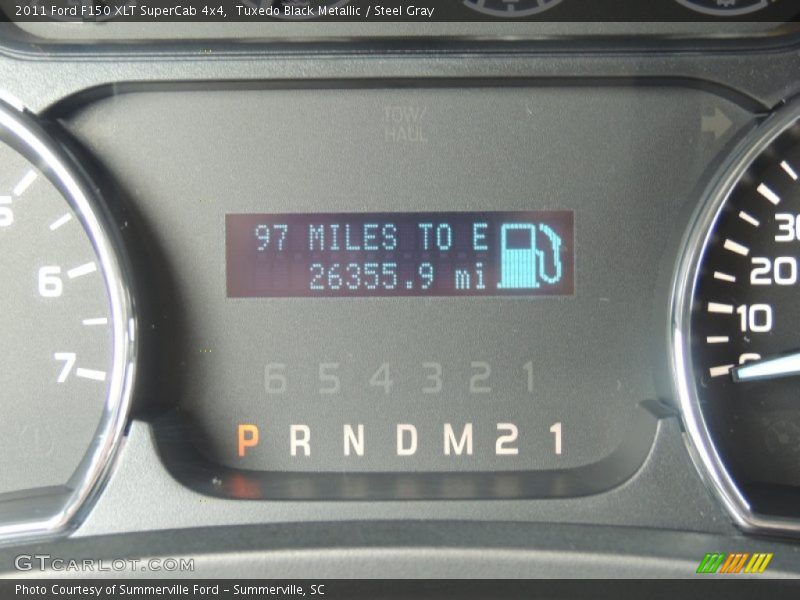 2011 Ford F150 XLT SuperCab 4x4,  Tuxedo Black Metallic / Steel Gray
TOW/
HAUL
97 MILES TO E
26355.9 mi
5
6
7
30
20
10
0
6 5 4 3 2 1
P R N D M 2 1
GTCARLOT.COM
Photo Courtesy of Summerville Ford – Summerville, SC